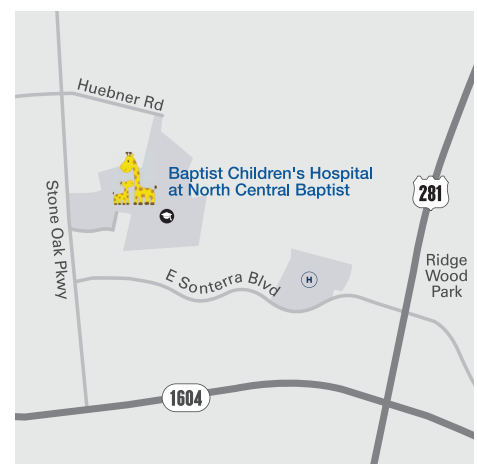 Huebner Rd
Baptist Children's Hospital
at North Central Baptist
Stone Oak Pkwy
281
Ridge
Wood
Park
E Sonterra Blvd
H
1604